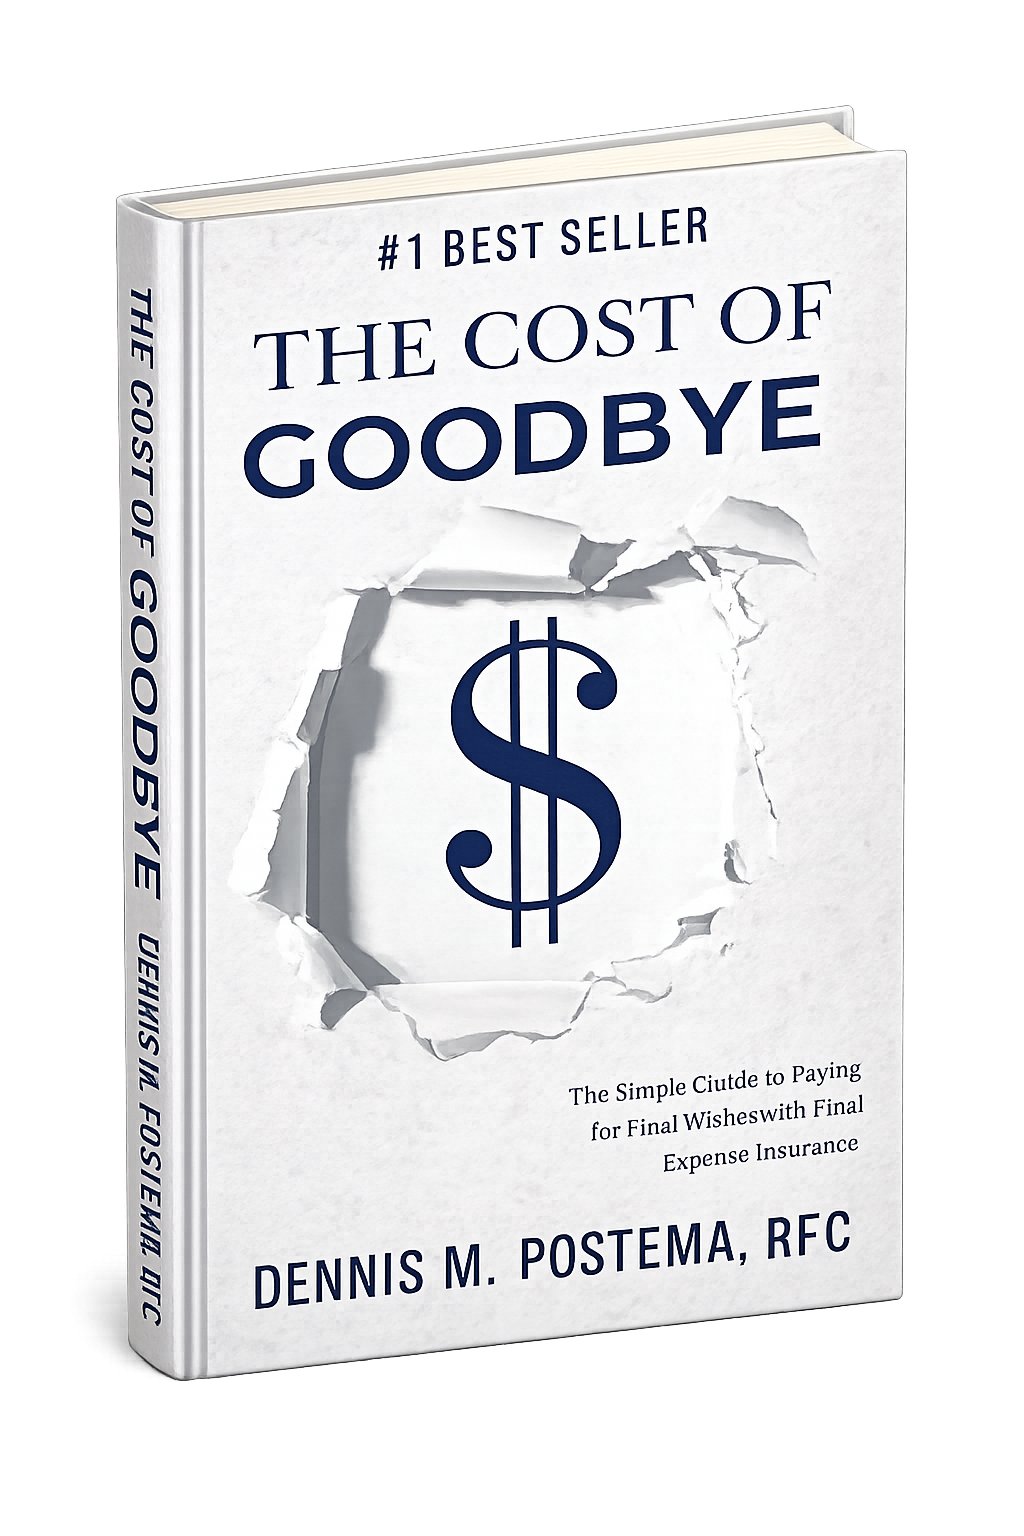 #1 BEST SELLER
THE COST OF
GOODBYE
$
The Simple Ciutde to Paying
for Final Wisheswith Final
Expense Insurance
DENNIS M. POSTEMA, RFC
THE COST OF GOODBYE